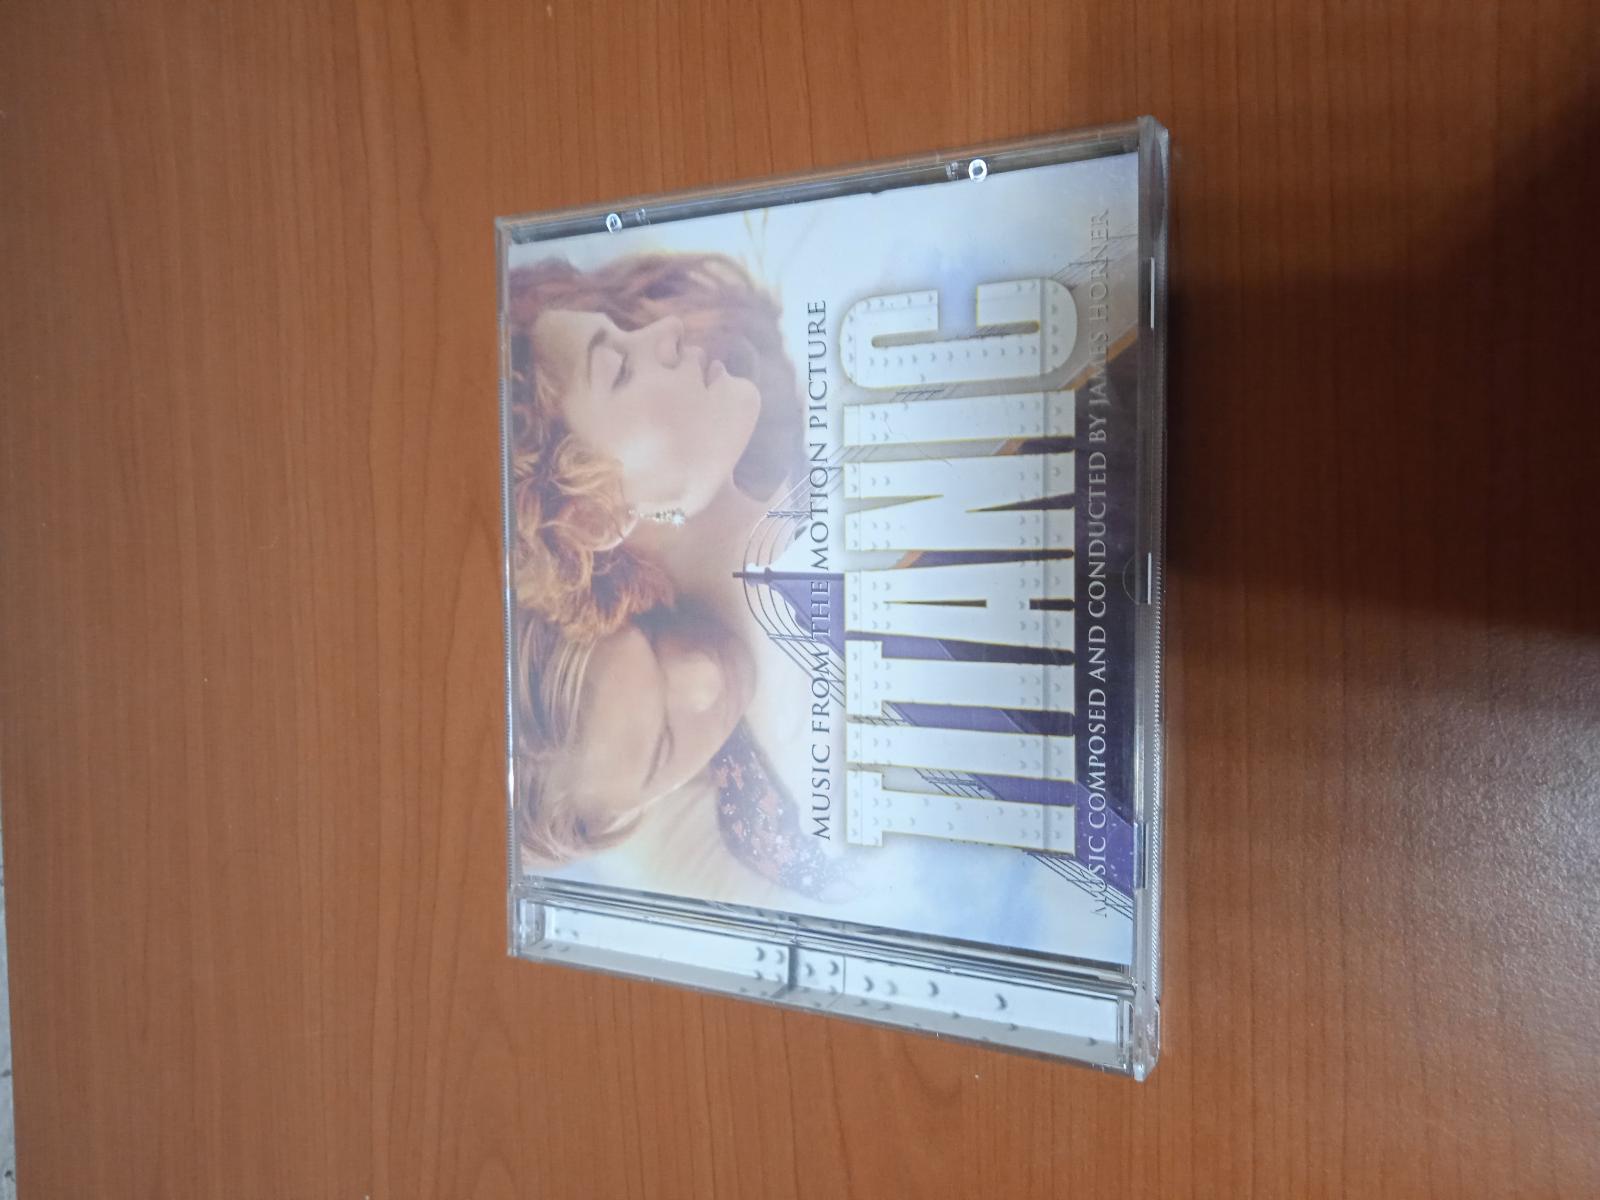 MUSIC FROM THE MOTION PICTURE
TITANIC
MUSIC COMPOSED AND CONDUCTED BY JAMES HORNER